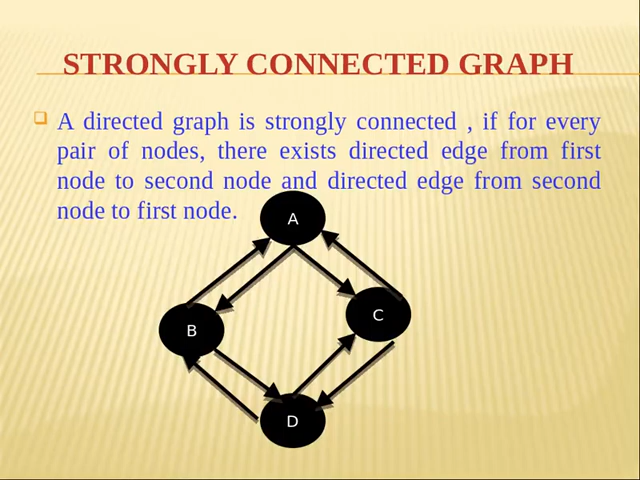 STRONGLY CONNECTED GRAPH
A directed graph is strongly connected , if for every
pair of nodes, there exists directed edge from first
node to second node and directed edge from second
node to first node.
A
B
C
D